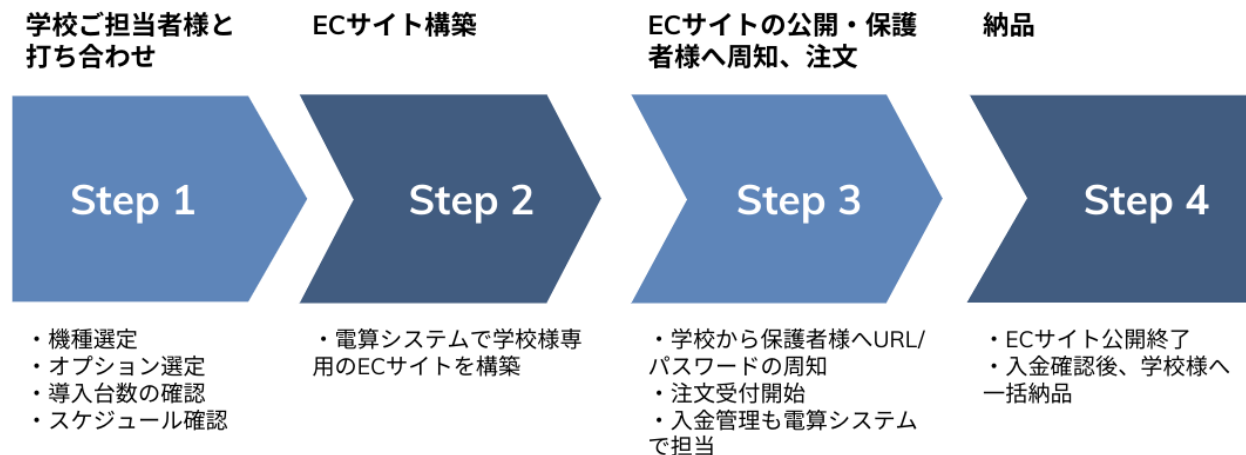 学校ご担当者様と
打ち合わせ
Step 1
・機種選定
・オプション選定
・導入台数の確認
・スケジュール確認
ECサイト構築
Step 2
・電算システムで学校様専
用のECサイトを構築
ECサイトの公開・保護
者様へ周知、注文
Step 3
・学校から保護者様へURL/
パスワードの周知
・注文受付開始
・入金管理も電算システム
で担当
納品
Step 4
・ECサイト公開終了
・入金確認後、学校様へ
一括納品